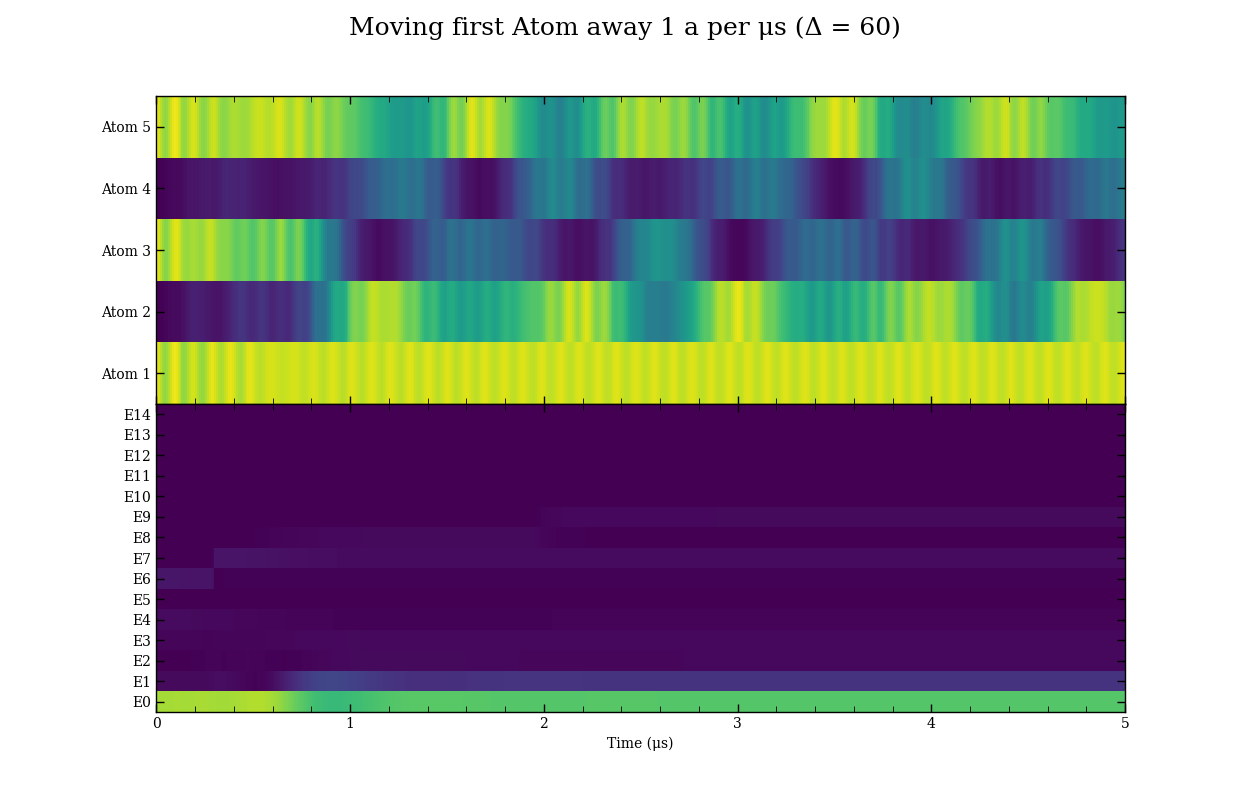 Moving first Atom away 1 a per μs (Δ = 60)
Atom 5
Atom 4
Atom 3
Atom 2
Atom 1
E14
E13
E12
E11
E10
E9
E8
E7
E6
E5
E4
E3
E2
E1
E0
0 1 2 3 4 5
Time (μs)